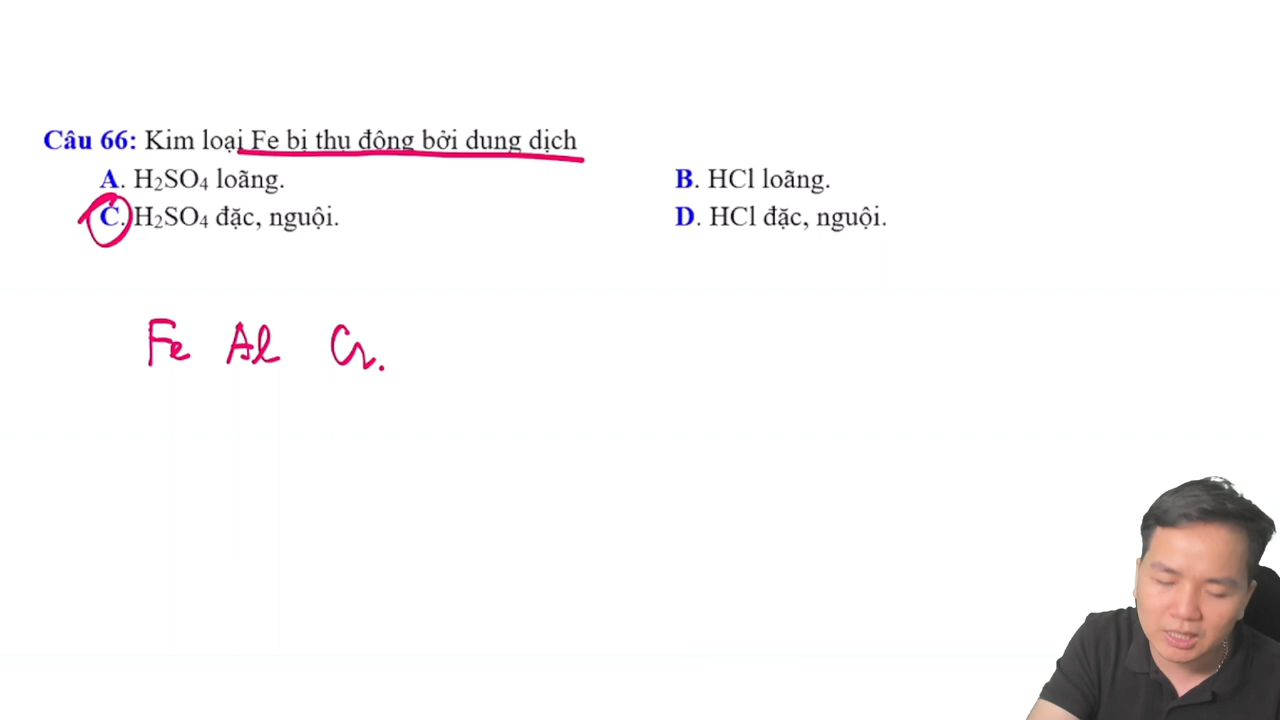 Câu 66: Kim loại Fe bị thụ động bởi dung dịch
A. H₂SO₄ loãng. B. HCl loãng.
C. H₂SO₄ đặc, nguội. D. HCl đặc, nguội.
Fe Al Cr.